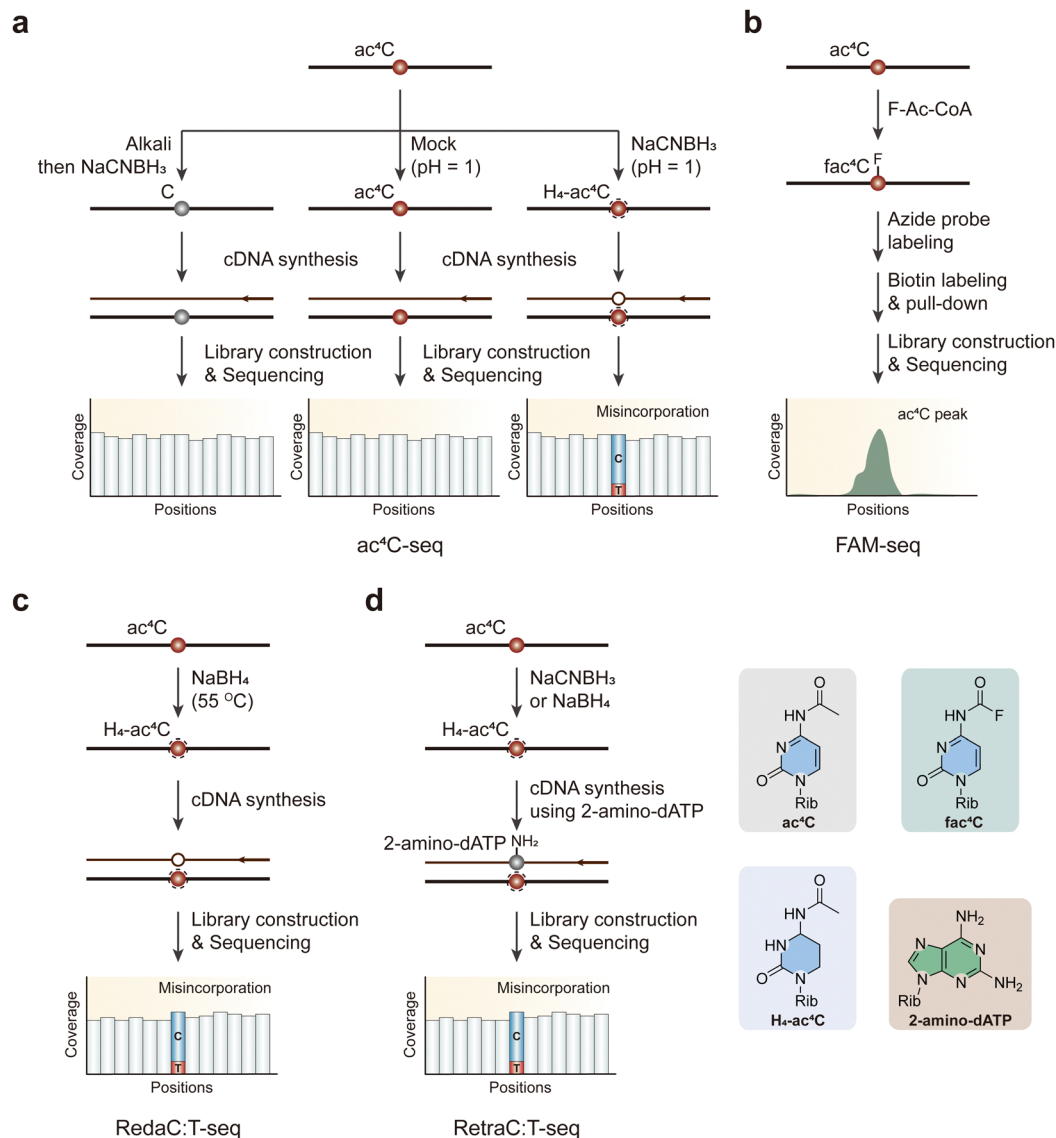 a
ac⁴C
Alkali
then NaCNBH₃
Mock
(pH = 1)
NaCNBH₃
(pH = 1)
C
ac⁴C
H₄-ac⁴C
cDNA synthesis
cDNA synthesis
Library construction
& Sequencing
Library construction
& Sequencing
Coverage
Positions
Coverage
Positions
Misincorporation
C
T
Coverage
Positions
ac⁴C-seq
b
ac⁴C
F-Ac-CoA
F
fac⁴C
Azide probe
labeling
Biotin labeling
& pull-down
Library construction
& Sequencing
ac⁴C peak
Coverage
Positions
FAM-seq
c
ac⁴C
NaBH₄
(55 ᴼC)
H₄-ac⁴C
cDNA synthesis
Library construction
& Sequencing
Misincorporation
C
T
Coverage
Positions
RedaC:T-seq
d
ac⁴C
NaCNBH₃
or NaBH₄
H₄-ac⁴C
cDNA synthesis
using 2-amino-dATP
2-amino-dATP NH₂
Library construction
& Sequencing
Misincorporation
C
T
Coverage
Positions
RetraC:T-seq
O
NH
N
O
N
Rib
ac⁴C
O
NH
F
N
O
N
Rib
fac⁴C
O
HN
HN
O
N
Rib
H₄-ac⁴C
NH₂
N
N
N
N
NH₂
Rib
2-amino-dATP